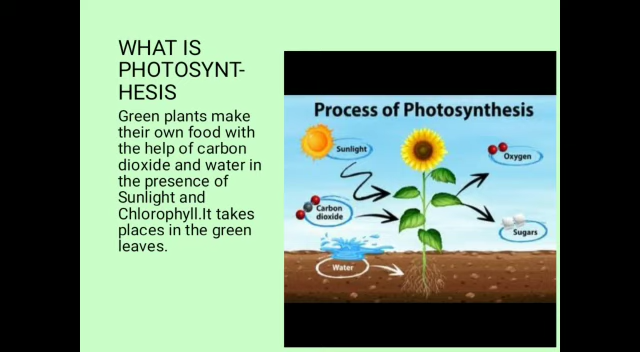 WHAT IS
PHOTOSYNT-
HESIS
Green plants make
their own food with
the help of carbon
dioxide and water in
the presence of
Sunlight and
Chlorophyll.It takes
places in the green
leaves.
Process of Photosynthesis
Sunlight
Oxygen
Carbon
dioxide
Sugars
Water